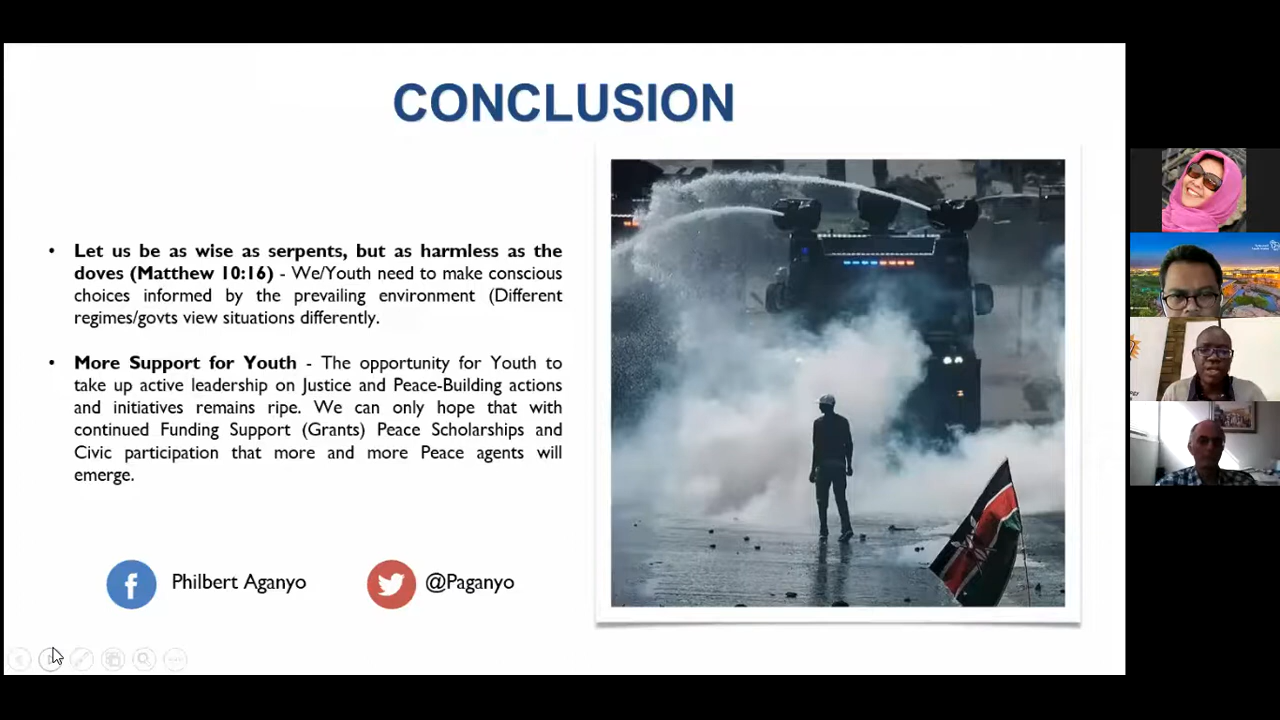 CONCLUSION
• Let us be as wise as serpents, but as harmless as the
doves (Matthew 10:16) - We/Youth need to make conscious
choices informed by the prevailing environment (Different
regimes/govts view situations differently.
• More Support for Youth - The opportunity for Youth to
take up active leadership on Justice and Peace-Building actions
and initiatives remains ripe. We can only hope that with
continued Funding Support (Grants) Peace Scholarships and
Civic participation that more and more Peace agents will
emerge.
Philbert Aganyo
@Paganyo